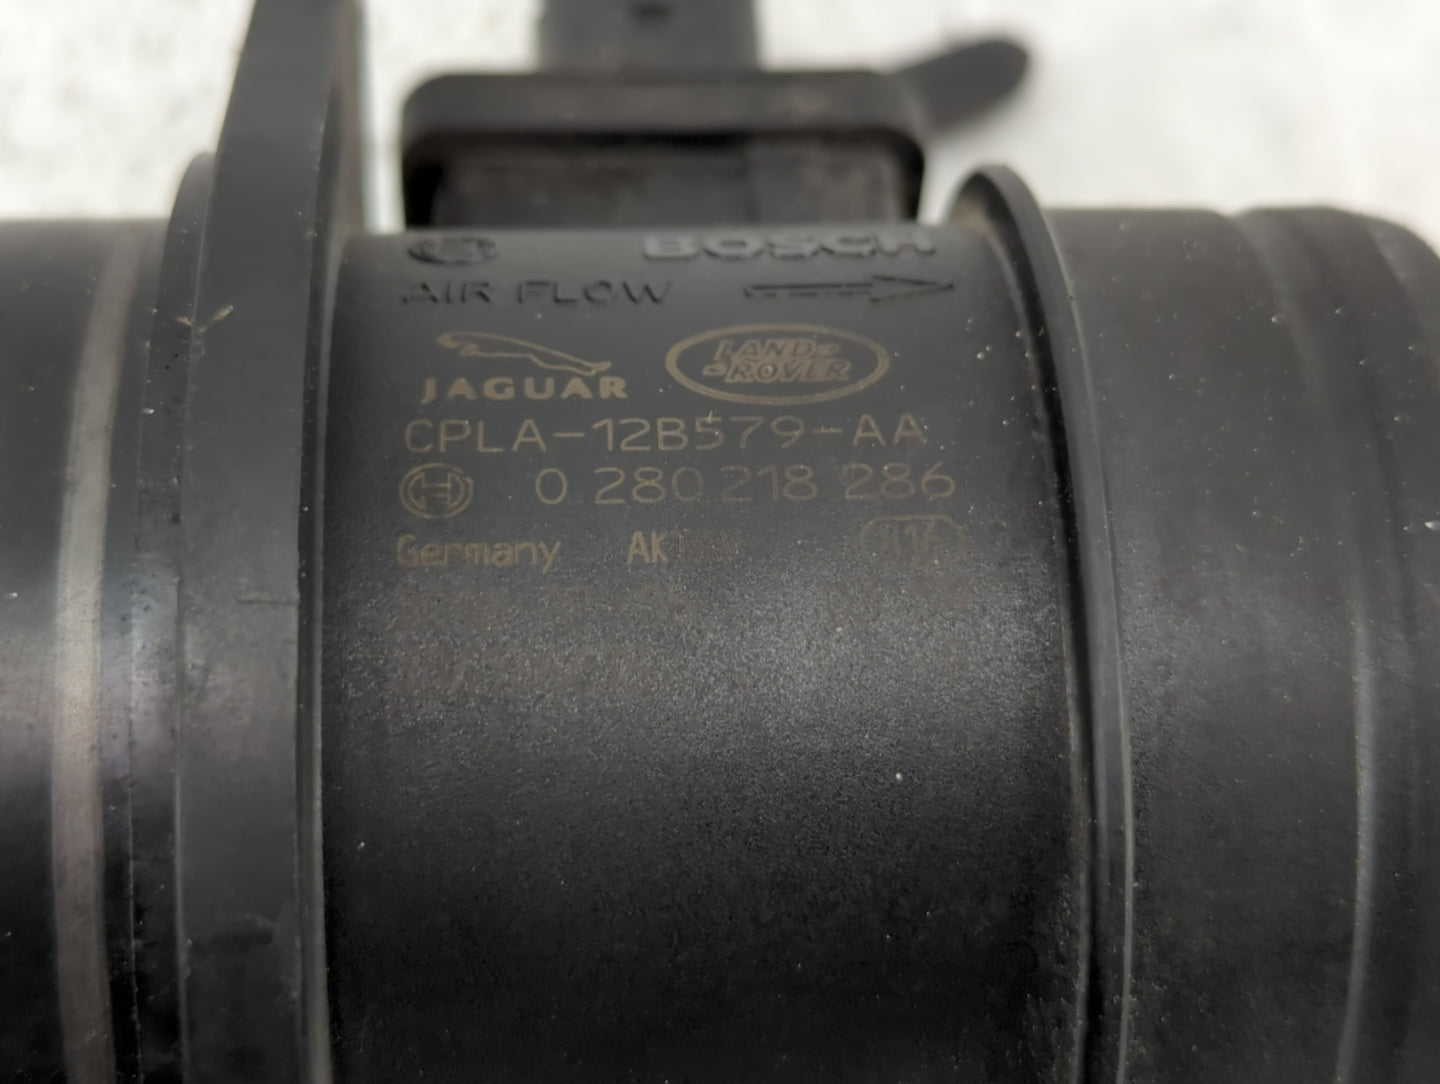 BOSCH
AIR FLOW
JAGUAR LAND ROVER
CPLA-12B579-AA
0 280 218 286
Germany